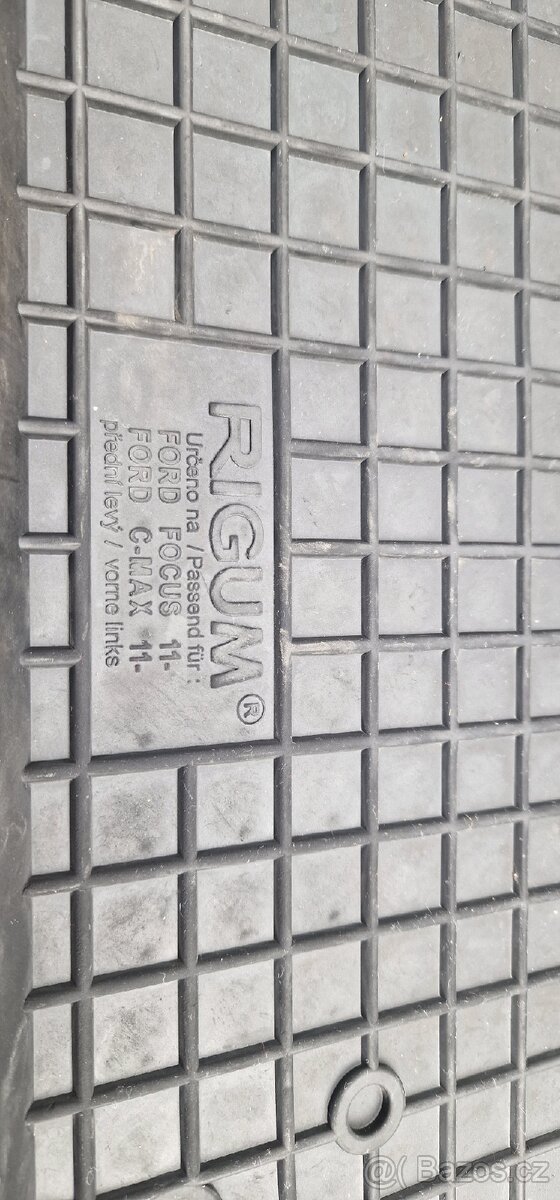 RIGUM®
Určeno na / Passend für :
FORD FOCUS 11-
FORD C-MAX 11-
přední levý / vorne links
@ Bazos.cz